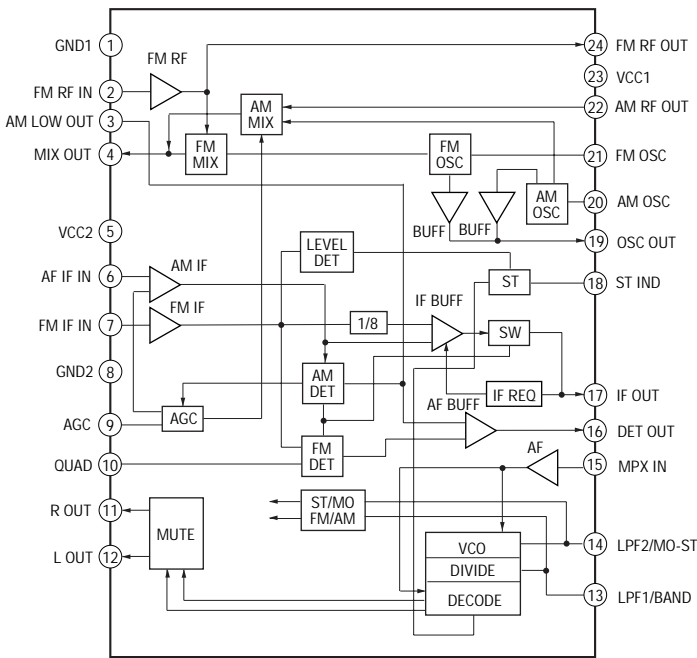 GND1
1
FM RF IN
2
AM LOW OUT
3
MIX OUT
4
VCC2
5
AF IF IN
6
FM IF IN
7
GND2
8
AGC
9
QUAD
10
R OUT
11
L OUT
12
FM RF
AM
MIX
FM
MIX
FM
OSC
AM
OSC
BUFF
BUFF
LEVEL
DET
ST
AM IF
FM IF
1/8
IF BUFF
SW
AM
DET
IF REQ
AGC
AF BUFF
FM
DET
AF
ST/MO
FM/AM
MUTE
VCO
DIVIDE
DECODE
24
FM RF OUT
23
VCC1
22
AM RF OUT
21
FM OSC
20
AM OSC
19
OSC OUT
18
ST IND
17
IF OUT
16
DET OUT
15
MPX IN
14
LPF2/MO-ST
13
LPF1/BAND